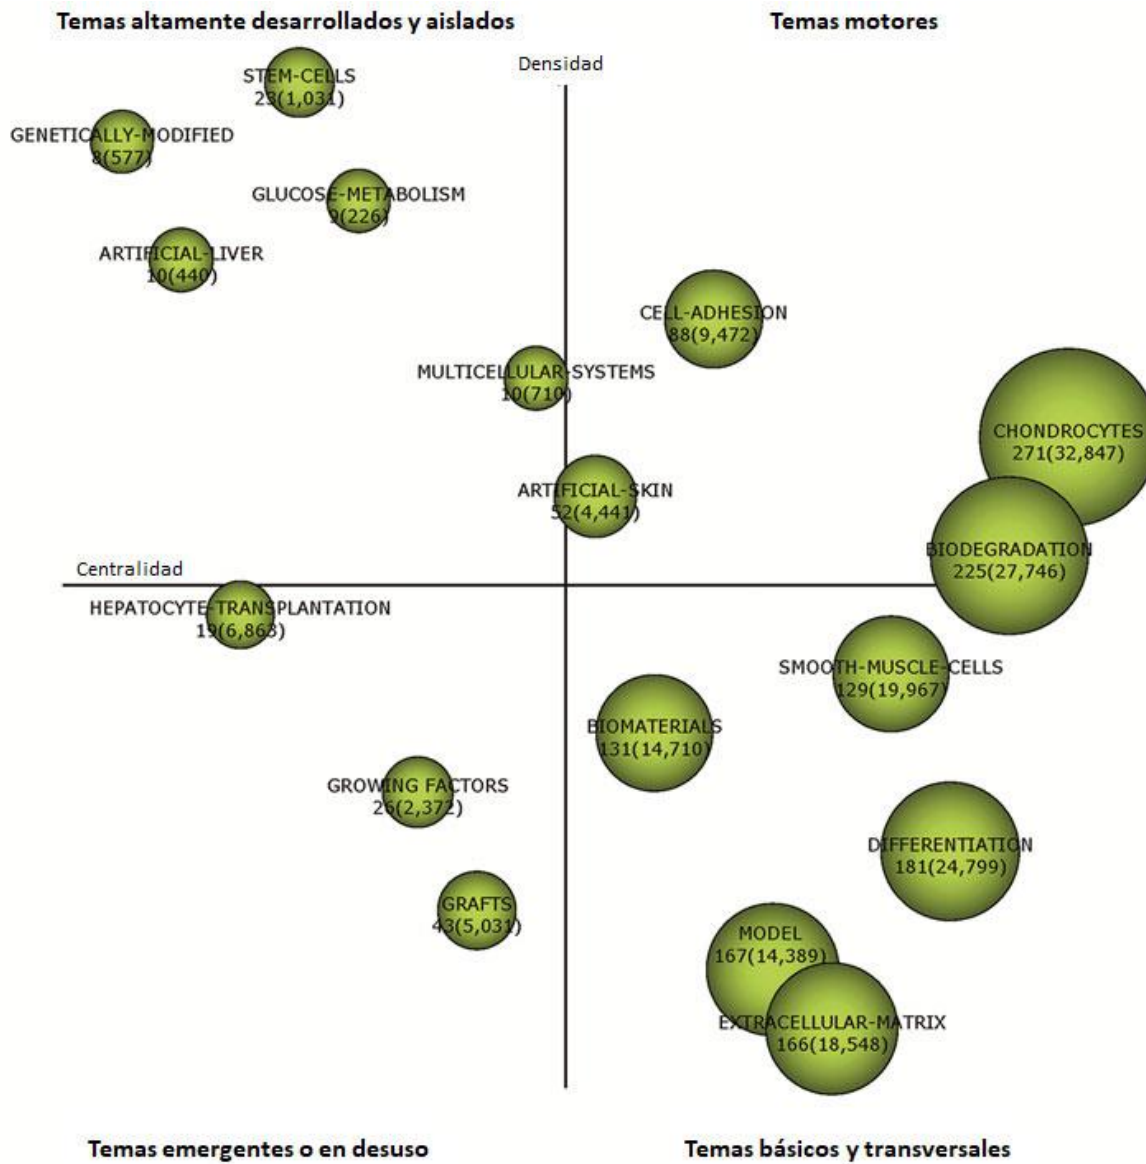 Temas altamente desarrollados y aislados
Temas motores
Densidad
STEM-CELLS
23(1,031)
GENETICALLY-MODIFIED
8(577)
GLUCOSE-METABOLISM
9(226)
ARTIFICIAL-LIVER
10(440)
CELL-ADHESION
88(9,472)
MULTICELLULAR-SYSTEMS
10(710)
CHONDROCYTES
271(32,847)
ARTIFICIAL-SKIN
52(4,441)
BIODEGRADATION
225(27,746)
Centralidad
HEPATOCYTE-TRANSPLANTATION
19(6,863)
SMOOTH-MUSCLE-CELLS
129(19,967)
BIOMATERIALS
131(14,710)
GROWING FACTORS
26(2,372)
DIFFERENTIATION
181(24,799)
GRAFTS
43(5,031)
MODEL
167(14,389)
EXTRACELLULAR-MATRIX
166(18,548)
Temas emergentes o en desuso
Temas básicos y transversales